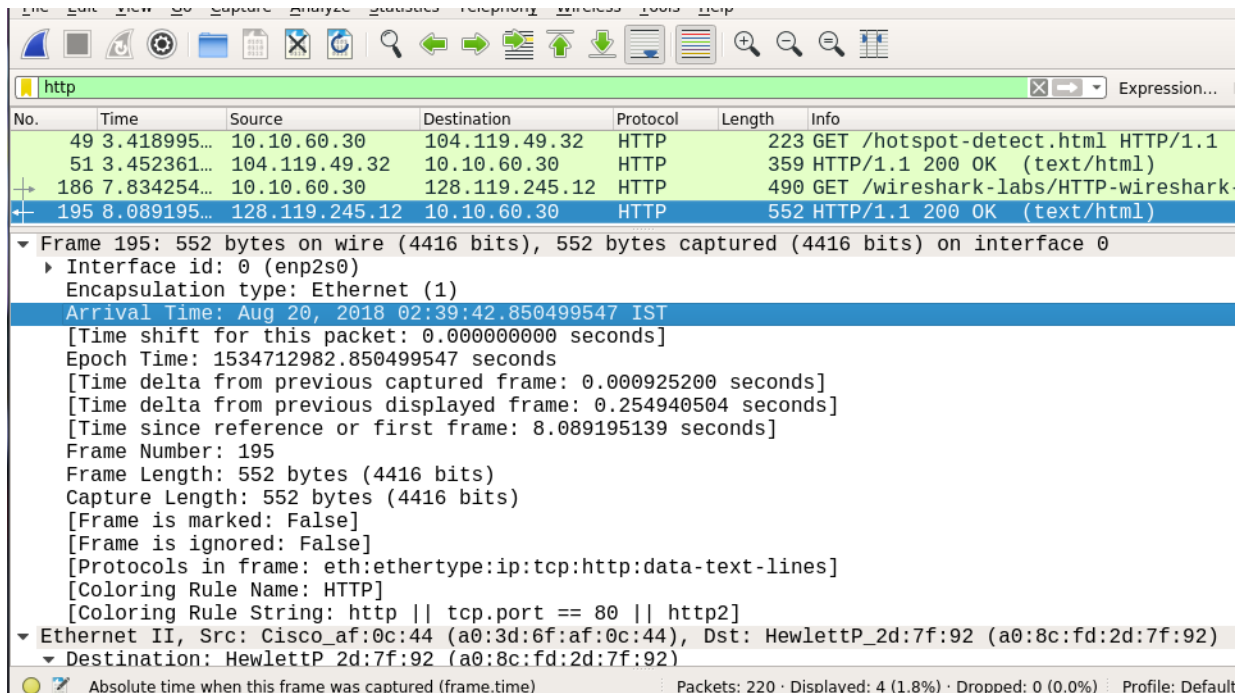 File Edit View Go Capture Analyze Statistics Telephony Wireless Tools Help
http Expression...
No. Time Source Destination Protocol Length Info
49 3.418995… 10.10.60.30 104.119.49.32 HTTP 223 GET /hotspot-detect.html HTTP/1.1
51 3.452361… 104.119.49.32 10.10.60.30 HTTP 359 HTTP/1.1 200 OK (text/html)
186 7.834254… 10.10.60.30 128.119.245.12 HTTP 490 GET /wireshark-labs/HTTP-wireshark-
195 8.089195… 128.119.245.12 10.10.60.30 HTTP 552 HTTP/1.1 200 OK (text/html)
Frame 195: 552 bytes on wire (4416 bits), 552 bytes captured (4416 bits) on interface 0
Interface id: 0 (enp2s0)
Encapsulation type: Ethernet (1)
Arrival Time: Aug 20, 2018 02:39:42.850499547 IST
[Time shift for this packet: 0.000000000 seconds]
Epoch Time: 1534712982.850499547 seconds
[Time delta from previous captured frame: 0.000925200 seconds]
[Time delta from previous displayed frame: 0.254940504 seconds]
[Time since reference or first frame: 8.089195139 seconds]
Frame Number: 195
Frame Length: 552 bytes (4416 bits)
Capture Length: 552 bytes (4416 bits)
[Frame is marked: False]
[Frame is ignored: False]
[Protocols in frame: eth:ethertype:ip:tcp:http:data-text-lines]
[Coloring Rule Name: HTTP]
[Coloring Rule String: http || tcp.port == 80 || http2]
Ethernet II, Src: Cisco_af:0c:44 (a0:3d:6f:af:0c:44), Dst: HewlettP_2d:7f:92 (a0:8c:fd:2d:7f:92)
Destination: HewlettP_2d:7f:92 (a0:8c:fd:2d:7f:92)
Absolute time when this frame was captured (frame.time) Packets: 220 · Displayed: 4 (1.8%) · Dropped: 0 (0.0%) Profile: Default